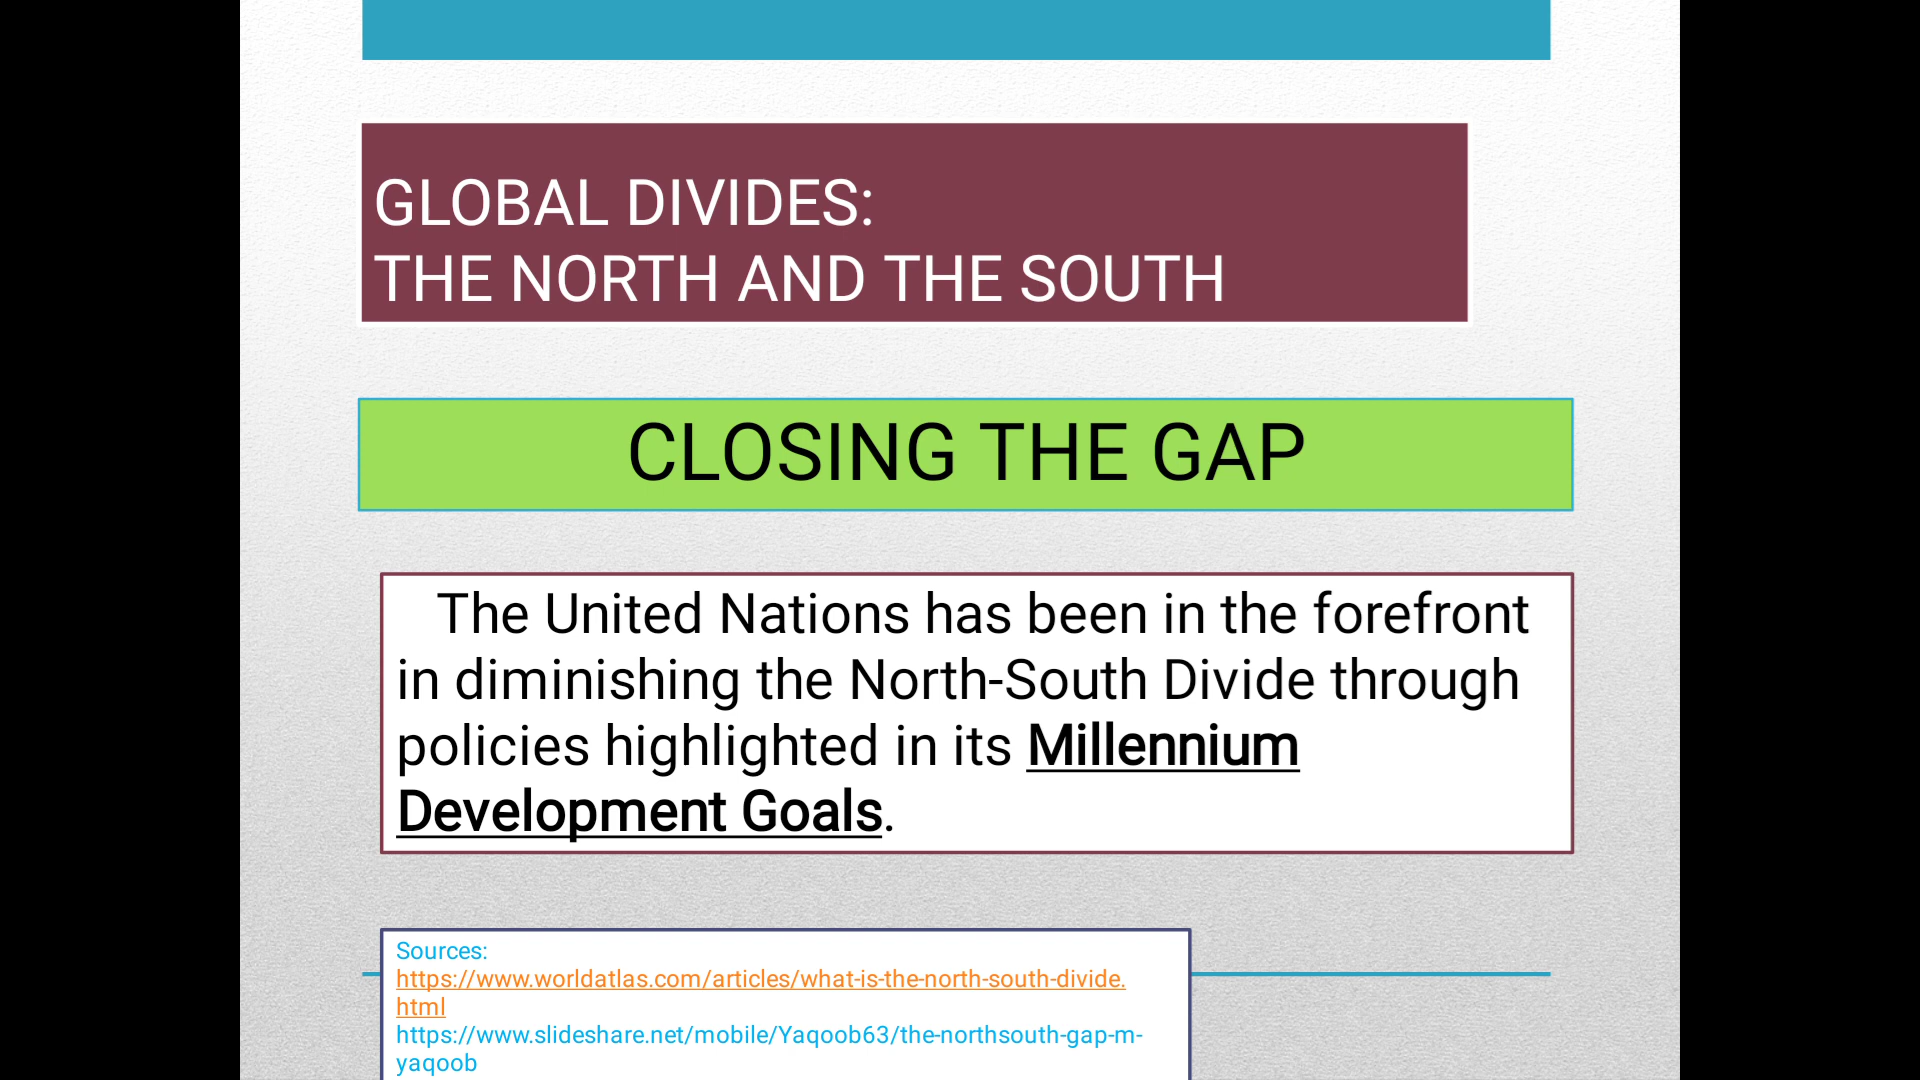 GLOBAL DIVIDES:
THE NORTH AND THE SOUTH
CLOSING THE GAP
The United Nations has been in the forefront
in diminishing the North-South Divide through
policies highlighted in its Millennium
Development Goals.
Sources:
https://www.worldatlas.com/articles/what-is-the-north-south-divide.
html
https://www.slideshare.net/mobile/Yaqoob63/the-northsouth-gap-m-
yaqoob